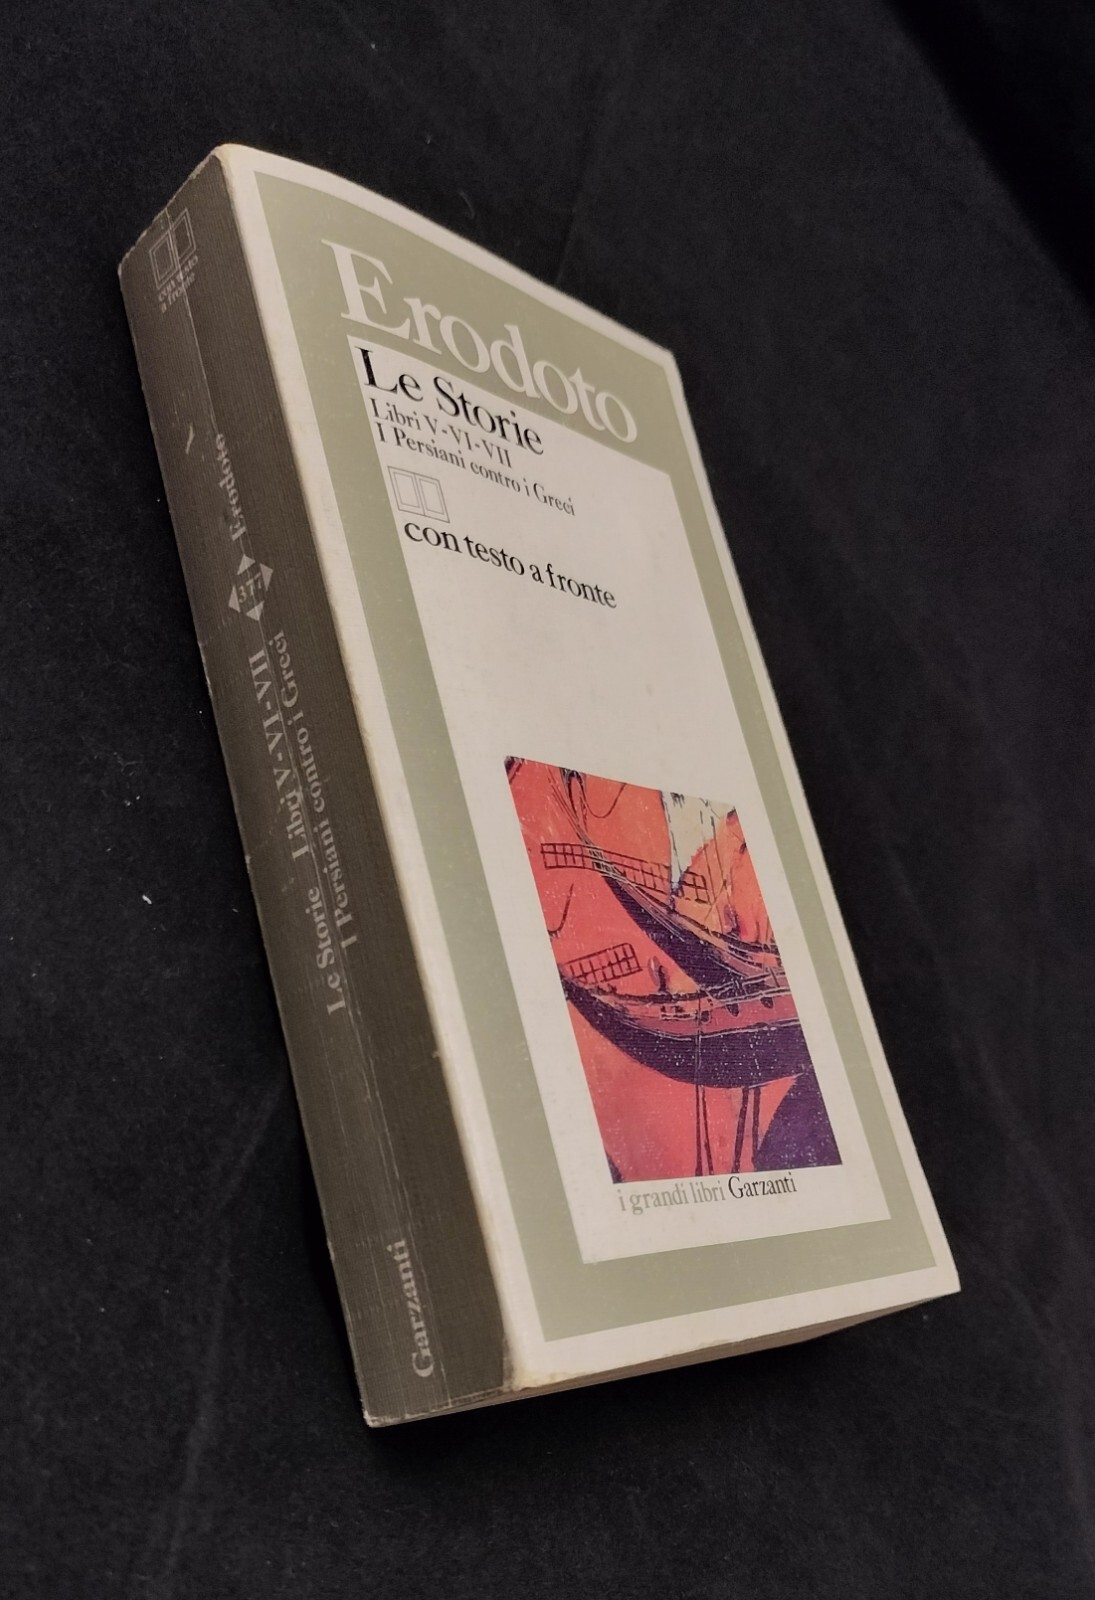 Erodoto
Le Storie
Libri V-VI-VII
I Persiani contro i Greci
con testo a fronte
i grandi libri Garzanti
con testo
a fronte
Erodoto
Le Storie Libri V-VI-VII
I Persiani contro i Greci
Garzanti